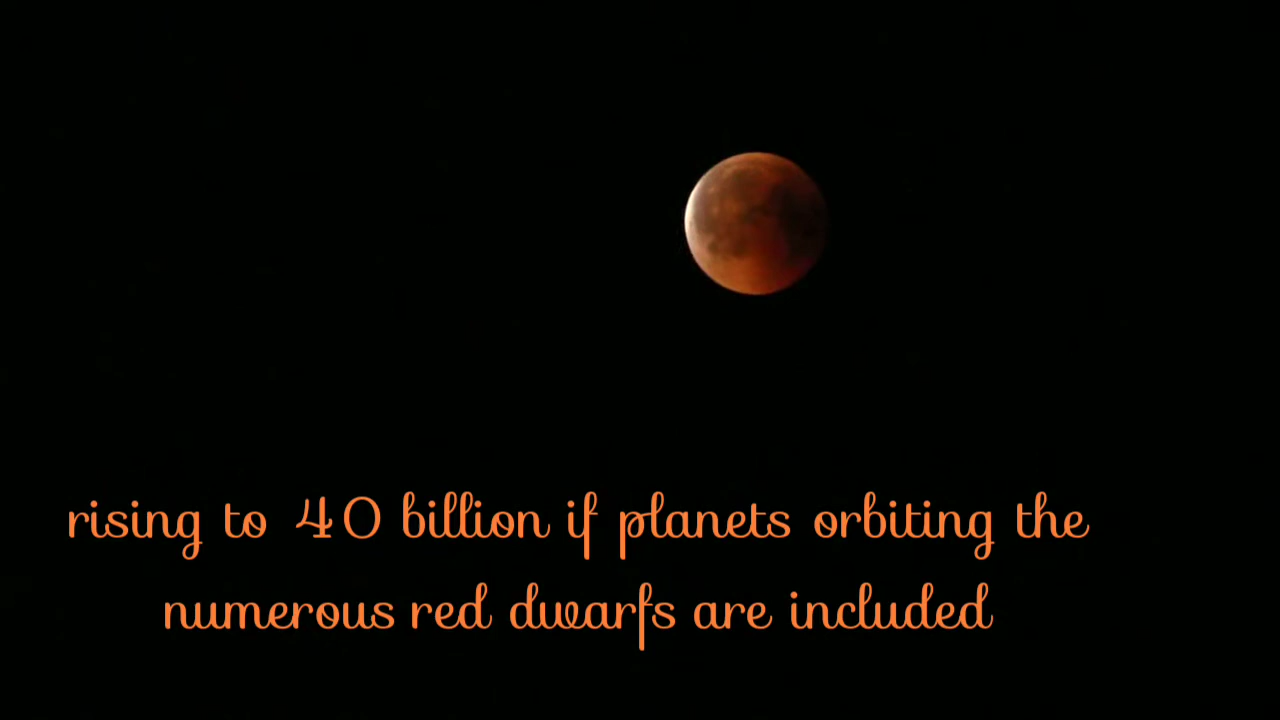 rising to 40 billion if planets orbiting the
numerous red dwarfs are included